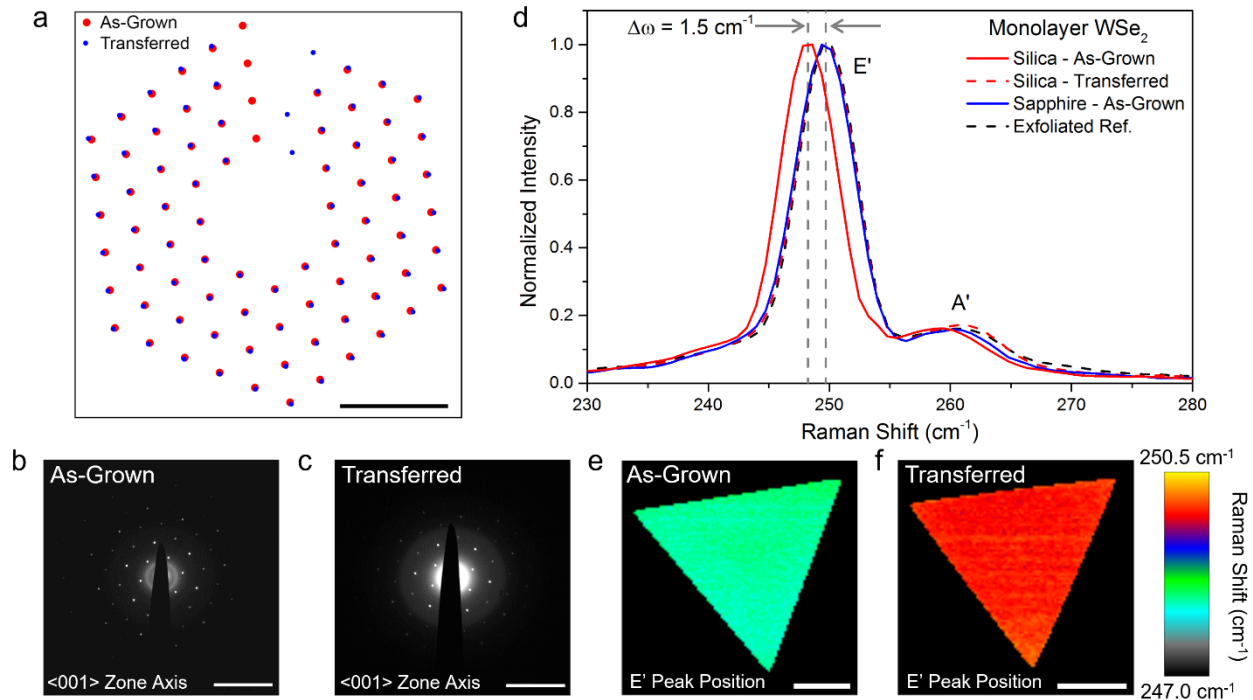 a
As-Grown
Transferred
d
Δω = 1.5 cm⁻¹
Monolayer WSe₂
Silica - As-Grown
Silica - Transferred
Sapphire - As-Grown
Exfoliated Ref.
E'
A'
Normalized Intensity
1.0
0.8
0.6
0.4
0.2
0.0
230 240 250 260 270 280
Raman Shift (cm⁻¹)
b
As-Grown
<001> Zone Axis
c
Transferred
<001> Zone Axis
e
As-Grown
E' Peak Position
f
Transferred
E' Peak Position
250.5 cm⁻¹
Raman Shift (cm⁻¹)
247.0 cm⁻¹